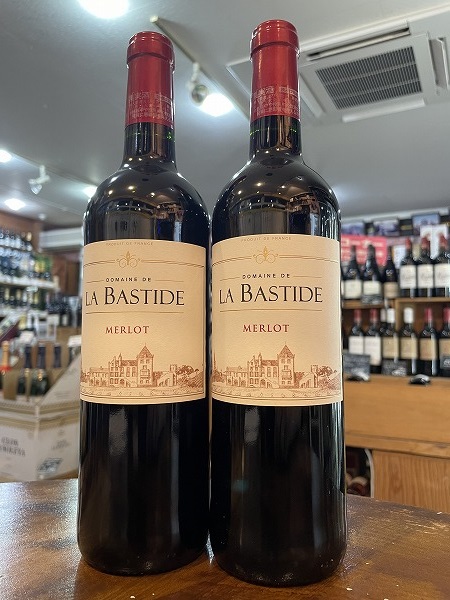 PRODUIT DE FRANCE
DOMAINE DE
LA BASTIDE
MERLOT
PRODUIT DE FRANCE
DOMAINE DE
LA BASTIDE
MERLOT